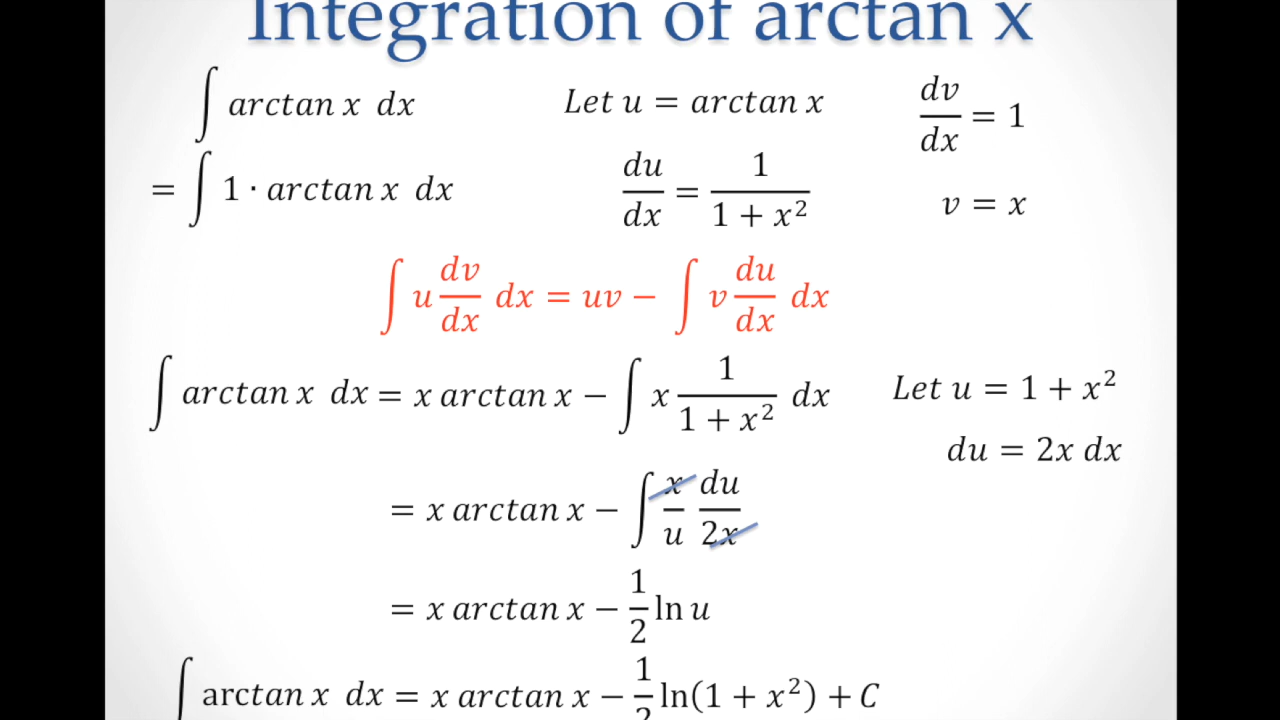 Integration of arctan x
∫ arctan x dx    Let u = arctan x    dv/dx = 1
= ∫ 1 · arctan x dx    du/dx = 1/(1 + x²)    v = x
∫ u dv/dx dx = uv − ∫ v du/dx dx
∫ arctan x dx = x arctan x − ∫ x 1/(1 + x²) dx    Let u = 1 + x²
du = 2x dx
= x arctan x − ∫ x/u du/2x
= x arctan x − 1/2 ln u
∫ arctan x dx = x arctan x − 1/2 ln(1 + x²) + C